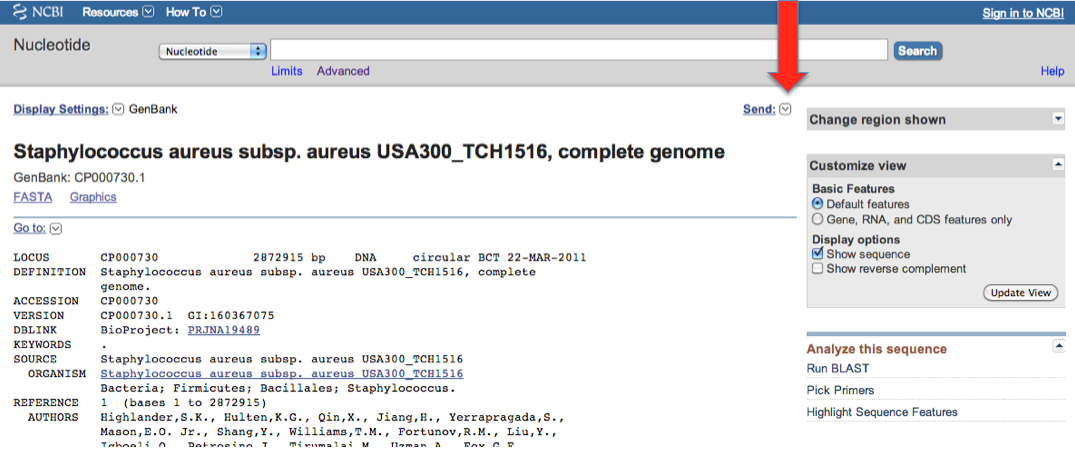 NCBI Resources How To Sign in to NCBI
Nucleotide
Nucleotide Search
Limits Advanced Help
Display Settings: GenBank Send:
Change region shown
Staphylococcus aureus subsp. aureus USA300_TCH1516, complete genome
GenBank: CP000730.1
FASTA Graphics
Customize view
Basic Features
Default features
Gene, RNA, and CDS features only
Display options
Show sequence
Show reverse complement
Update View
Go to:
LOCUS CP000730 2872915 bp DNA circular BCT 22-MAR-2011
DEFINITION Staphylococcus aureus subsp. aureus USA300_TCH1516, complete
genome.
ACCESSION CP000730
VERSION CP000730.1 GI:160367075
DBLINK BioProject: PRJNA19489
KEYWORDS .
SOURCE Staphylococcus aureus subsp. aureus USA300_TCH1516
ORGANISM Staphylococcus aureus subsp. aureus USA300_TCH1516
Bacteria; Firmicutes; Bacillales; Staphylococcus.
REFERENCE 1 (bases 1 to 2872915)
AUTHORS Highlander,S.K., Hulten,K.G., Qin,X., Jiang,H., Yerrapragada,S.,
Mason,E.O. Jr., Shang,Y., Williams,T.M., Fortunov,R.M., Liu,Y.,
Analyze this sequence
Run BLAST
Pick Primers
Highlight Sequence Features